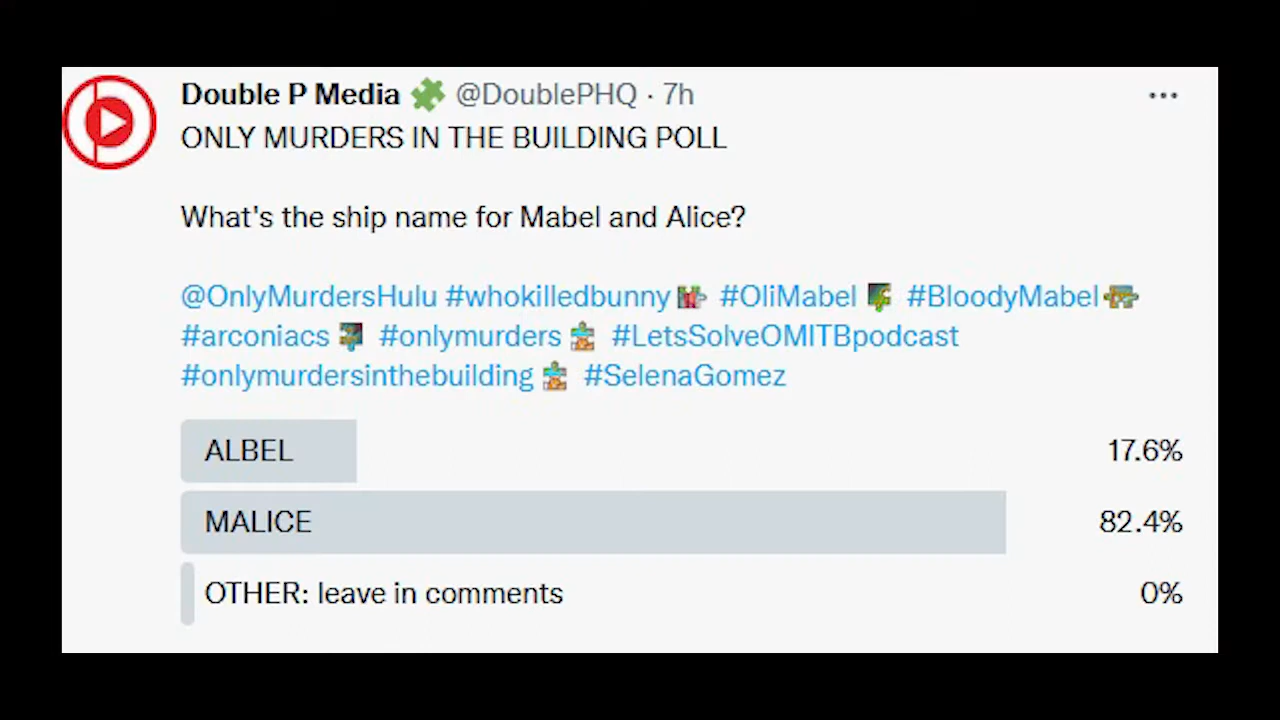 Double P Media @DoublePHQ · 7h
ONLY MURDERS IN THE BUILDING POLL
What's the ship name for Mabel and Alice?
@OnlyMurdersHulu #whokilledbunny #OliMabel #BloodyMabel
#arconiacs #onlymurders #LetsSolveOMITBpodcast
#onlymurdersinthebuilding #SelenaGomez
ALBEL 17.6%
MALICE 82.4%
OTHER: leave in comments 0%